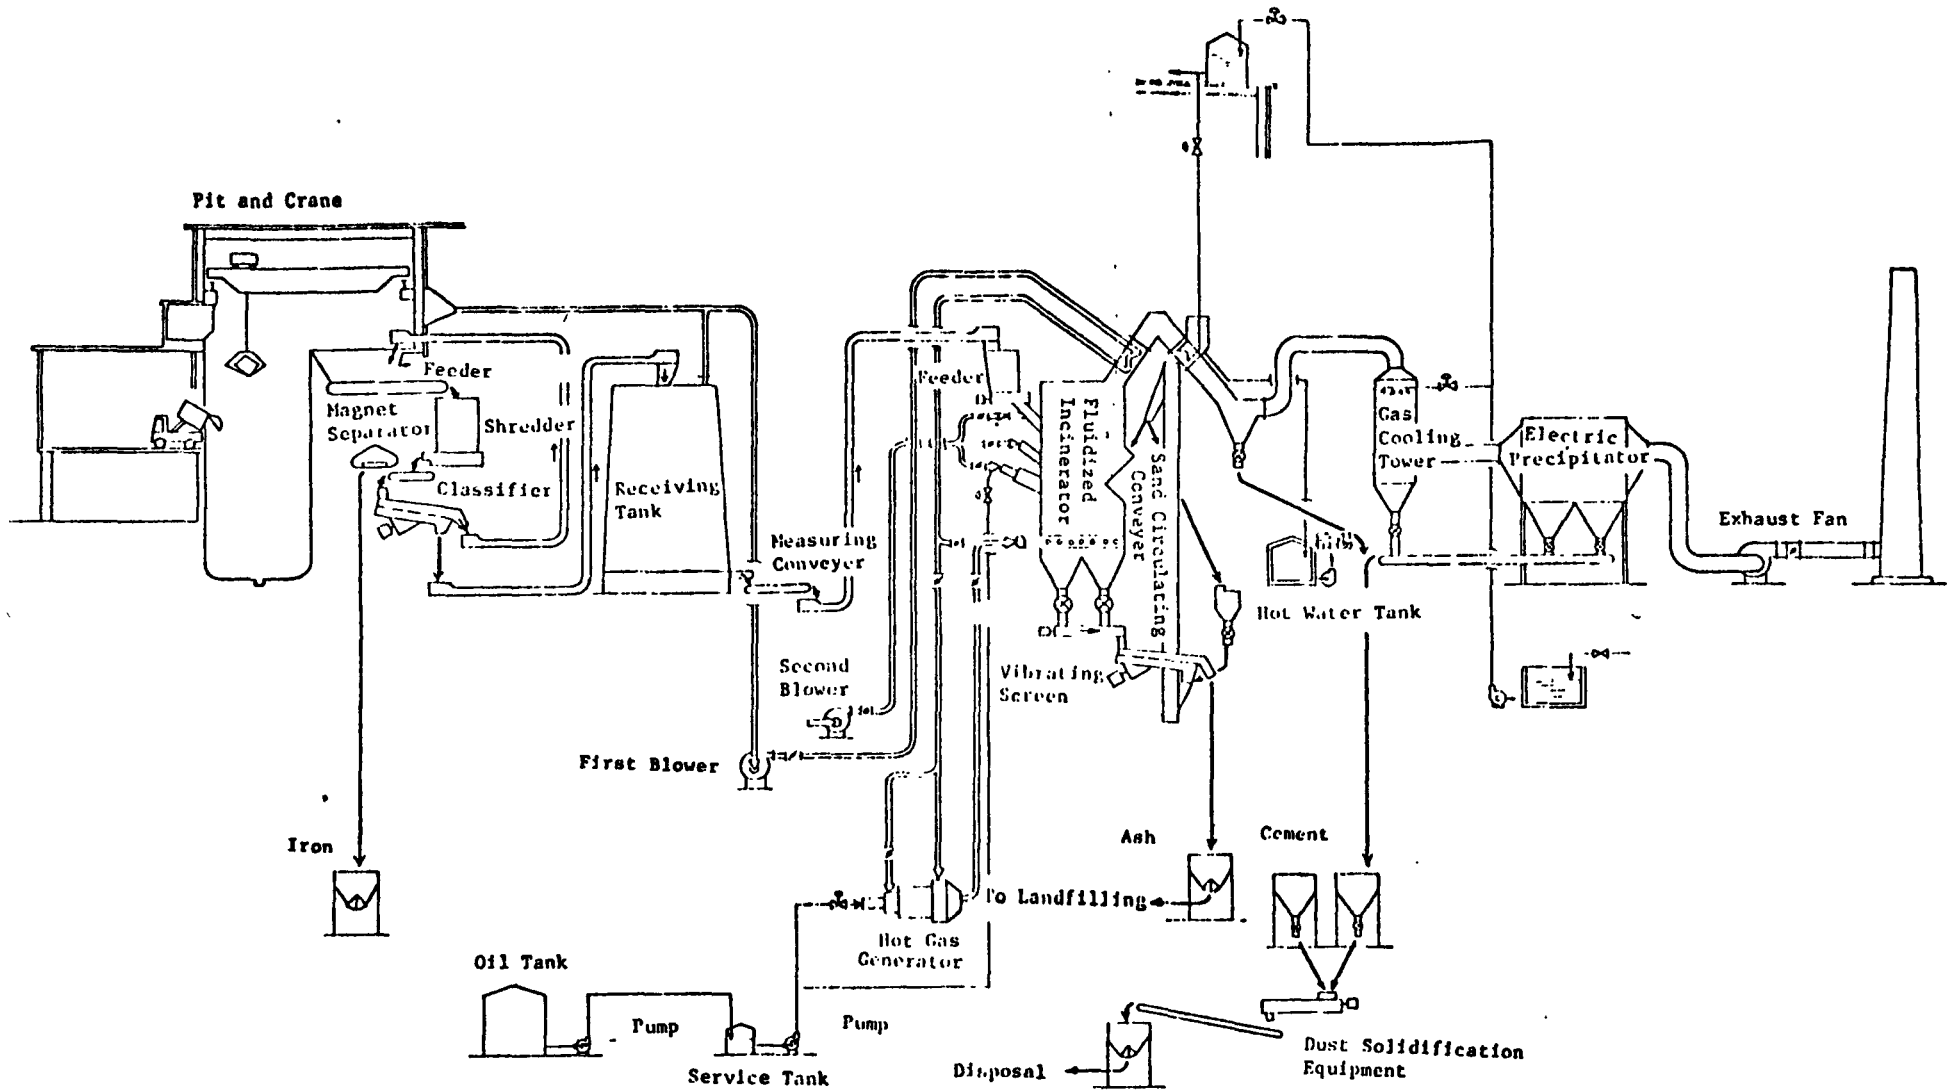 Pit and Crane
Feeder
Magnet
Separator
Shredder
Classifier
Receiving
Tank
Measuring
Conveyer
Feeder
Fluidized
Incinerator
Sand Circulating
Conveyer
Gas
Cooling
Tower
Electric
Precipitator
Exhaust Fan
Hot Water Tank
Second
Blower
Vibrating
Screen
First Blower
Iron
Ash
Cement
To Landfilling
Hot Gas
Generator
Oil Tank
Pump
Pump
Service Tank
Disposal
Dust Solidification
Equipment